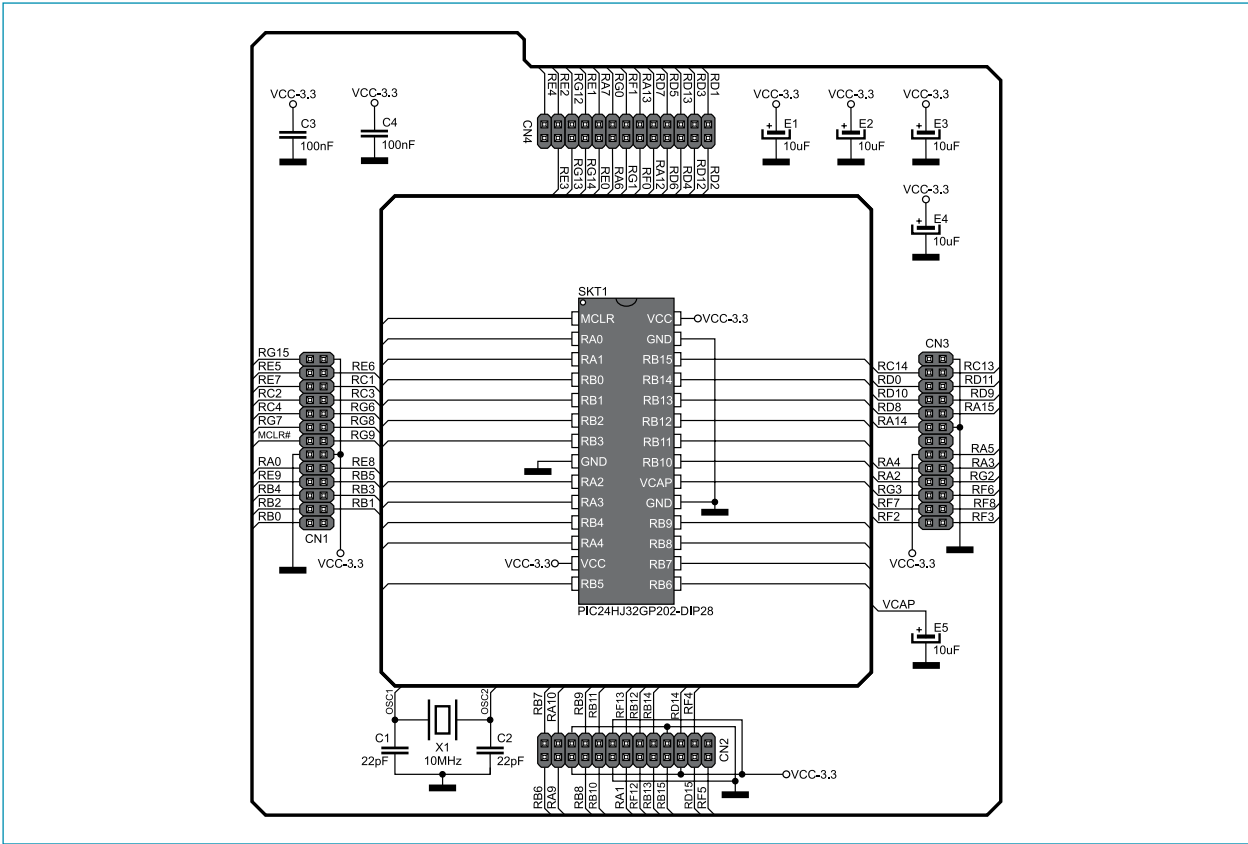 RE4 RE2 RG12 RE1 RA7 RG0 RF1 RA13 RD7 RD5 RD13 RD3 RD1
CN4
RE3 RG13 RG14 RE0 RA6 RG1 RF0 RA12 RD6 RD4 RD12 RD2
VCC-3.3
C3
100nF
VCC-3.3
C4
100nF
VCC-3.3
E1
10uF
VCC-3.3
E2
10uF
VCC-3.3
E3
10uF
VCC-3.3
E4
10uF
SKT1
MCLR VCC VCC-3.3
RA0 GND
RA1 RB15
RB0 RB14
RB1 RB13
RB2 RB12
RB3 RB11
GND RB10
RA2 VCAP
RA3 GND
RB4 RB9
RA4 RB8
VCC-3.3 VCC RB7
RB5 RB6
PIC24HJ32GP202-DIP28
RG15
RE5 RE6
RE7 RC1
RC2 RC3
RC4 RG6
RG7 RG8
MCLR# RG9
RA0 RE8
RE9 RB5
RB4 RB3
RB2 RB1
RB0
CN1
VCC-3.3
CN3
RC14 RC13
RD0 RD11
RD10 RD9
RD8 RA15
RA14
RA5
RA4 RA3
RA2 RG2
RG3 RF6
RF7 RF8
RF2 RF3
VCC-3.3
VCAP
E5
10uF
OSC1 OSC2
C1
22pF
X1
10MHz
C2
22pF
RB7 RA10 RB9 RB11 RF13 RB12 RB14 RD14 RF4
CN2
VCC-3.3
RB6 RA9 RB8 RB10 RA1 RF12 RB13 RB15 RD15 RF5